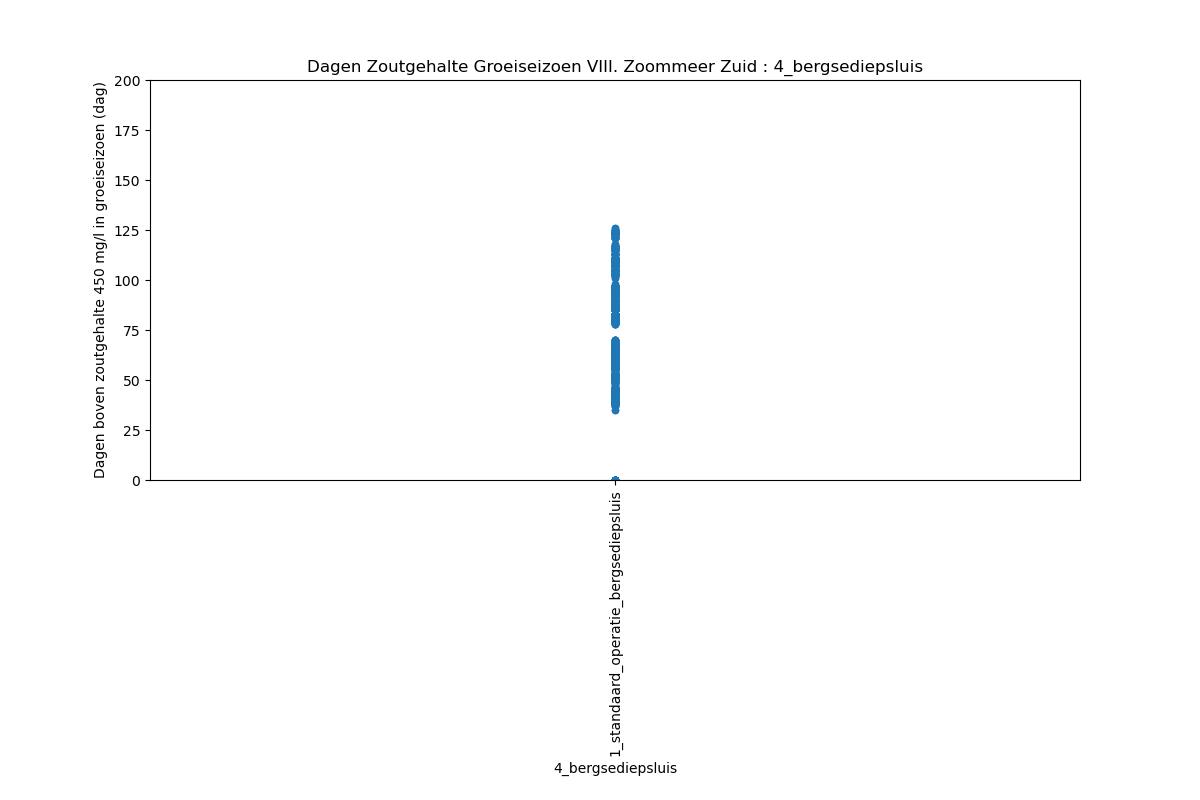 Dagen Zoutgehalte Groeiseizoen VIII. Zoommeer Zuid : 4_bergsediepsluis
Dagen boven zoutgehalte 450 mg/l in groeiseizoen (dag)
200
175
150
125
100
75
50
25
0
1_standaard_operatie_bergsediepsluis
4_bergsediepsluis